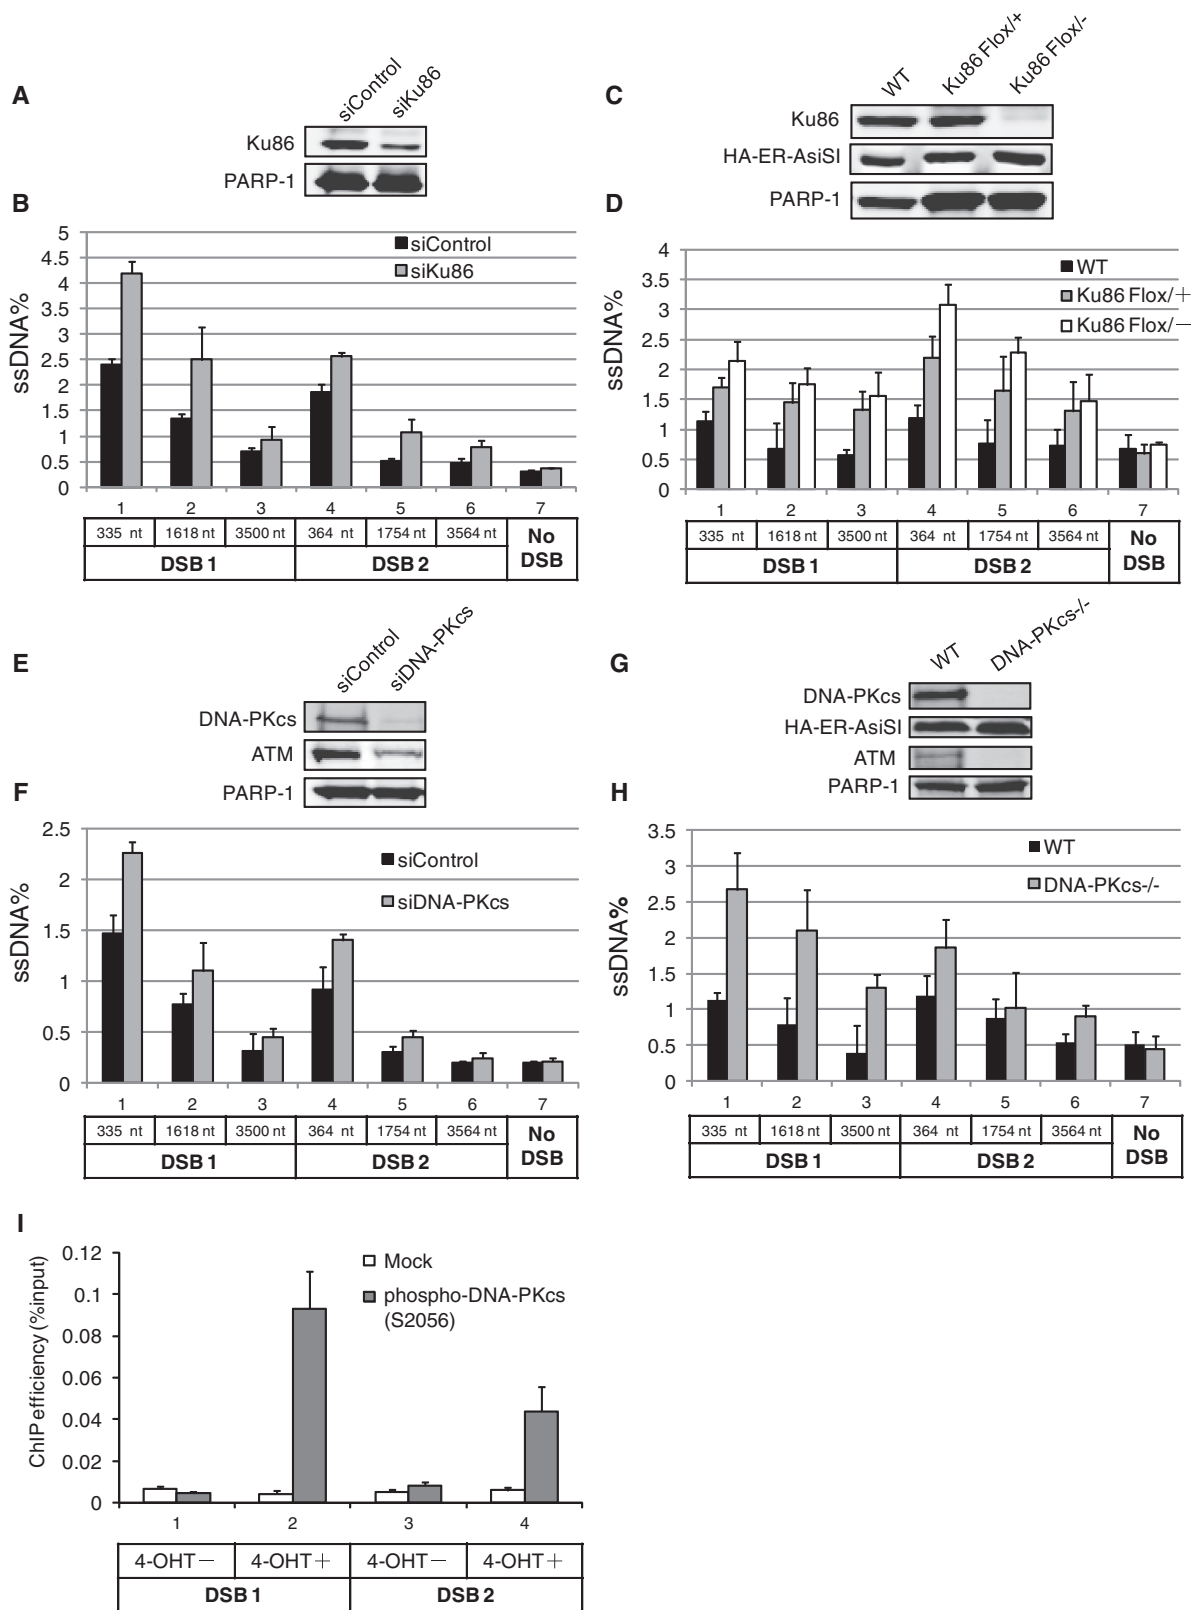 A
siControl
siKu86
Ku86
PARP-1
B
5
4.5
4
3.5
3
2.5
2
1.5
1
0.5
0
ssDNA%
siControl
siKu86
1 2 3 4 5 6 7
335 nt 1618 nt 3500 nt 364 nt 1754 nt 3564 nt No DSB
DSB 1 DSB 2
C
WT
Ku86 Flox/+
Ku86 Flox/-
Ku86
HA-ER-AsiSI
PARP-1
D
4
3.5
3
2.5
2
1.5
1
0.5
0
ssDNA%
WT
Ku86 Flox/+
Ku86 Flox/−
1 2 3 4 5 6 7
335 nt 1618 nt 3500 nt 364 nt 1754 nt 3564 nt No DSB
DSB 1 DSB 2
E
siControl
siDNA-PKcs
DNA-PKcs
ATM
PARP-1
F
2.5
2
1.5
1
0.5
0
ssDNA%
siControl
siDNA-PKcs
1 2 3 4 5 6 7
335 nt 1618 nt 3500 nt 364 nt 1754 nt 3564 nt No DSB
DSB 1 DSB 2
G
WT
DNA-PKcs-/-
DNA-PKcs
HA-ER-AsiSI
ATM
PARP-1
H
3.5
3
2.5
2
1.5
1
0.5
0
ssDNA%
WT
DNA-PKcs-/-
1 2 3 4 5 6 7
335 nt 1618 nt 3500 nt 364 nt 1754 nt 3564 nt No DSB
DSB 1 DSB 2
I
0.12
0.1
0.08
0.06
0.04
0.02
0
ChIP efficiency (%input)
Mock
phospho-DNA-PKcs
(S2056)
1 2 3 4
4-OHT− 4-OHT+ 4-OHT− 4-OHT+
DSB 1 DSB 2